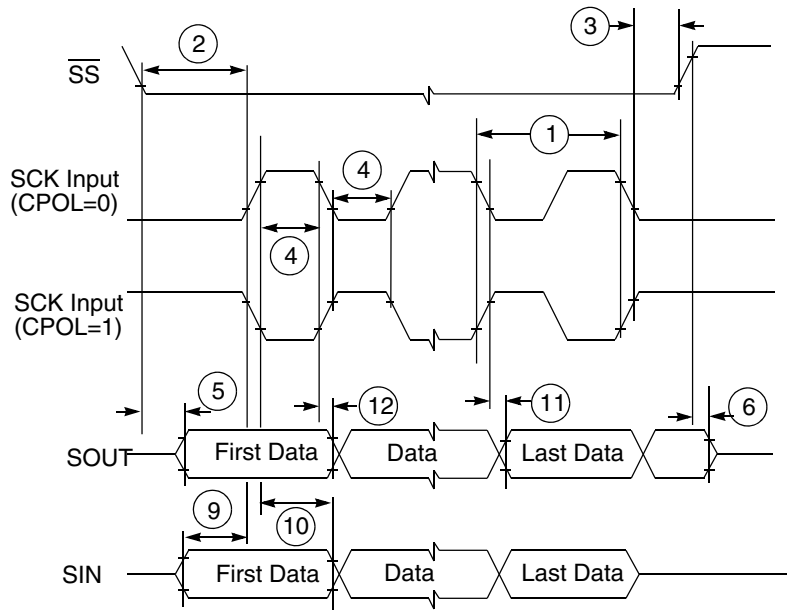 2
3
SS
1
SCK Input
(CPOL=0)
4
4
SCK Input
(CPOL=1)
5
12
11
6
SOUT
First Data
Data
Last Data
9
10
SIN
First Data
Data
Last Data